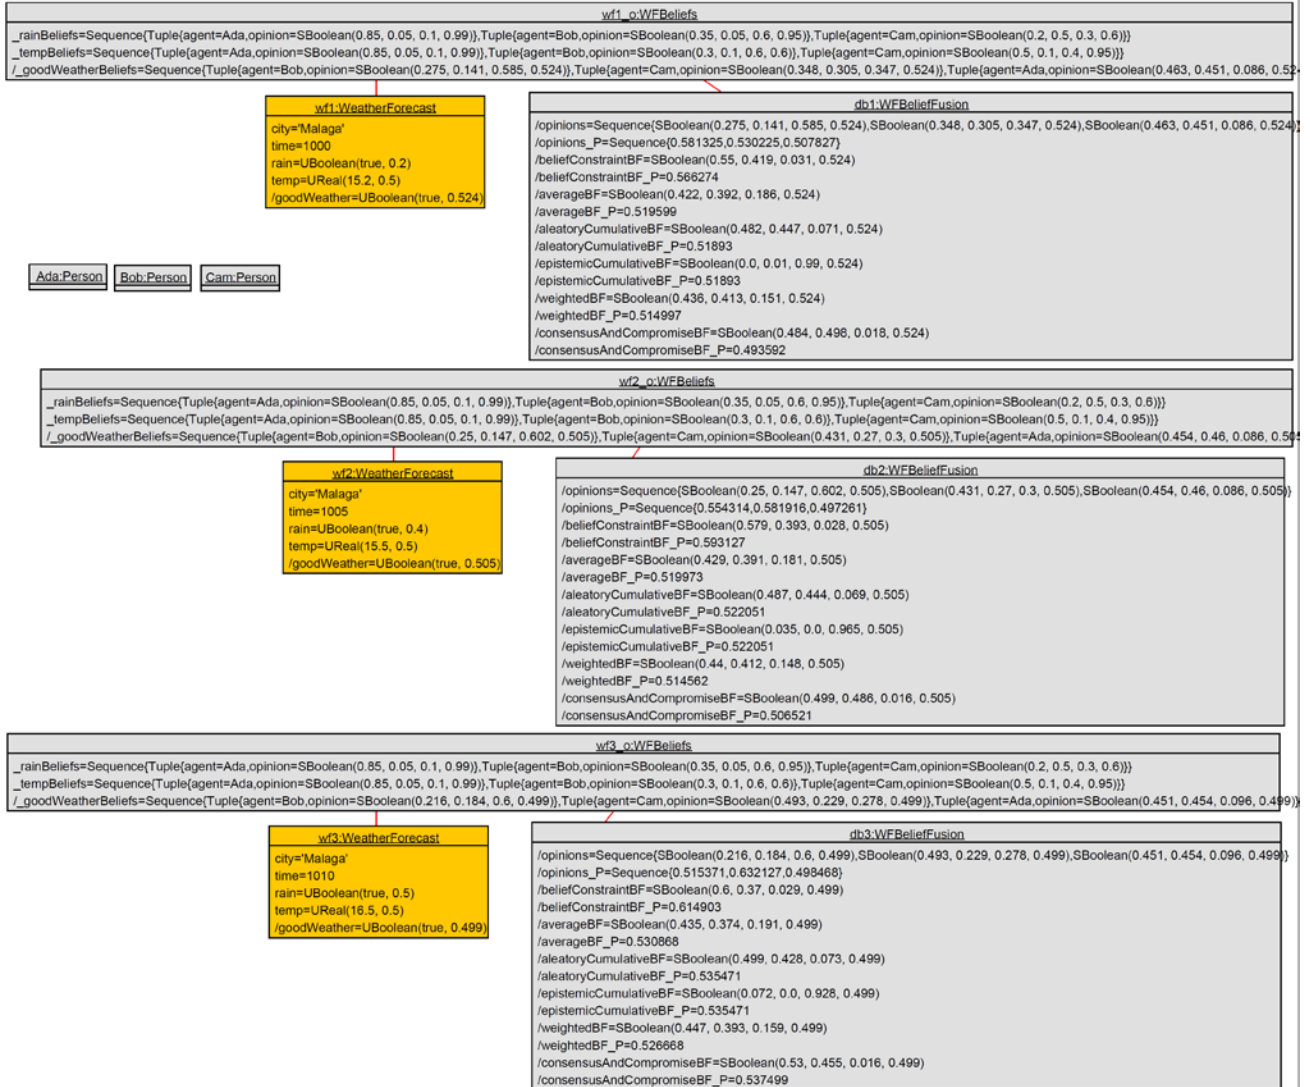 wf1_o:WFBeliefs
_rainBeliefs=Sequence{Tuple{agent=Ada,opinion=SBoolean(0.85, 0.05, 0.1, 0.99)},Tuple{agent=Bob,opinion=SBoolean(0.35, 0.05, 0.6, 0.95)},Tuple{agent=Cam,opinion=SBoolean(0.2, 0.5, 0.3, 0.6)}}
_tempBeliefs=Sequence{Tuple{agent=Ada,opinion=SBoolean(0.85, 0.05, 0.1, 0.99)},Tuple{agent=Bob,opinion=SBoolean(0.3, 0.1, 0.6, 0.6)},Tuple{agent=Cam,opinion=SBoolean(0.5, 0.1, 0.4, 0.95)}}
/_goodWeatherBeliefs=Sequence{Tuple{agent=Bob,opinion=SBoolean(0.275, 0.141, 0.585, 0.524)},Tuple{agent=Cam,opinion=SBoolean(0.348, 0.305, 0.347, 0.524)},Tuple{agent=Ada,opinion=SBoolean(0.463, 0.451, 0.086, 0.524
wf1:WeatherForecast
city='Malaga'
time=1000
rain=UBoolean(true, 0.2)
temp=UReal(15.2, 0.5)
/goodWeather=UBoolean(true, 0.524)
db1:WFBeliefFusion
/opinions=Sequence{SBoolean(0.275, 0.141, 0.585, 0.524),SBoolean(0.348, 0.305, 0.347, 0.524),SBoolean(0.463, 0.451, 0.086, 0.524)}
/opinions_P=Sequence{0.581325,0.530225,0.507827}
/beliefConstraintBF=SBoolean(0.55, 0.419, 0.031, 0.524)
/beliefConstraintBF_P=0.566274
/averageBF=SBoolean(0.422, 0.392, 0.186, 0.524)
/averageBF_P=0.519599
/aleatoryCumulativeBF=SBoolean(0.482, 0.447, 0.071, 0.524)
/aleatoryCumulativeBF_P=0.51893
/epistemicCumulativeBF=SBoolean(0.0, 0.01, 0.99, 0.524)
/epistemicCumulativeBF_P=0.51893
/weightedBF=SBoolean(0.436, 0.413, 0.151, 0.524)
/weightedBF_P=0.514997
/consensusAndCompromiseBF=SBoolean(0.484, 0.498, 0.018, 0.524)
/consensusAndCompromiseBF_P=0.493592
Ada:Person
Bob:Person
Cam:Person
wf2_o:WFBeliefs
_rainBeliefs=Sequence{Tuple{agent=Ada,opinion=SBoolean(0.85, 0.05, 0.1, 0.99)},Tuple{agent=Bob,opinion=SBoolean(0.35, 0.05, 0.6, 0.95)},Tuple{agent=Cam,opinion=SBoolean(0.2, 0.5, 0.3, 0.6)}}
_tempBeliefs=Sequence{Tuple{agent=Ada,opinion=SBoolean(0.85, 0.05, 0.1, 0.99)},Tuple{agent=Bob,opinion=SBoolean(0.3, 0.1, 0.6, 0.6)},Tuple{agent=Cam,opinion=SBoolean(0.5, 0.1, 0.4, 0.95)}}
/_goodWeatherBeliefs=Sequence{Tuple{agent=Bob,opinion=SBoolean(0.25, 0.147, 0.602, 0.505)},Tuple{agent=Cam,opinion=SBoolean(0.431, 0.27, 0.3, 0.505)},Tuple{agent=Ada,opinion=SBoolean(0.454, 0.46, 0.086, 0.505
wf2:WeatherForecast
city='Malaga'
time=1005
rain=UBoolean(true, 0.4)
temp=UReal(15.5, 0.5)
/goodWeather=UBoolean(true, 0.505)
db2:WFBeliefFusion
/opinions=Sequence{SBoolean(0.25, 0.147, 0.602, 0.505),SBoolean(0.431, 0.27, 0.3, 0.505),SBoolean(0.454, 0.46, 0.086, 0.505)}
/opinions_P=Sequence{0.554314,0.581916,0.497261}
/beliefConstraintBF=SBoolean(0.579, 0.393, 0.028, 0.505)
/beliefConstraintBF_P=0.593127
/averageBF=SBoolean(0.429, 0.391, 0.181, 0.505)
/averageBF_P=0.519973
/aleatoryCumulativeBF=SBoolean(0.487, 0.444, 0.069, 0.505)
/aleatoryCumulativeBF_P=0.522051
/epistemicCumulativeBF=SBoolean(0.035, 0.0, 0.965, 0.505)
/epistemicCumulativeBF_P=0.522051
/weightedBF=SBoolean(0.44, 0.412, 0.148, 0.505)
/weightedBF_P=0.514562
/consensusAndCompromiseBF=SBoolean(0.499, 0.486, 0.016, 0.505)
/consensusAndCompromiseBF_P=0.506521
wf3_o:WFBeliefs
_rainBeliefs=Sequence{Tuple{agent=Ada,opinion=SBoolean(0.85, 0.05, 0.1, 0.99)},Tuple{agent=Bob,opinion=SBoolean(0.35, 0.05, 0.6, 0.95)},Tuple{agent=Cam,opinion=SBoolean(0.2, 0.5, 0.3, 0.6)}}
_tempBeliefs=Sequence{Tuple{agent=Ada,opinion=SBoolean(0.85, 0.05, 0.1, 0.99)},Tuple{agent=Bob,opinion=SBoolean(0.3, 0.1, 0.6, 0.6)},Tuple{agent=Cam,opinion=SBoolean(0.5, 0.1, 0.4, 0.95)}}
/_goodWeatherBeliefs=Sequence{Tuple{agent=Bob,opinion=SBoolean(0.216, 0.184, 0.6, 0.499)},Tuple{agent=Cam,opinion=SBoolean(0.493, 0.229, 0.278, 0.499)},Tuple{agent=Ada,opinion=SBoolean(0.451, 0.454, 0.096, 0.499)}
wf3:WeatherForecast
city='Malaga'
time=1010
rain=UBoolean(true, 0.5)
temp=UReal(16.5, 0.5)
/goodWeather=UBoolean(true, 0.499)
db3:WFBeliefFusion
/opinions=Sequence{SBoolean(0.216, 0.184, 0.6, 0.499),SBoolean(0.493, 0.229, 0.278, 0.499),SBoolean(0.451, 0.454, 0.096, 0.499)}
/opinions_P=Sequence{0.515371,0.632127,0.498468}
/beliefConstraintBF=SBoolean(0.6, 0.37, 0.029, 0.499)
/beliefConstraintBF_P=0.614903
/averageBF=SBoolean(0.435, 0.374, 0.191, 0.499)
/averageBF_P=0.530868
/aleatoryCumulativeBF=SBoolean(0.499, 0.428, 0.073, 0.499)
/aleatoryCumulativeBF_P=0.535471
/epistemicCumulativeBF=SBoolean(0.072, 0.0, 0.928, 0.499)
/epistemicCumulativeBF_P=0.535471
/weightedBF=SBoolean(0.447, 0.393, 0.159, 0.499)
/weightedBF_P=0.526668
/consensusAndCompromiseBF=SBoolean(0.53, 0.455, 0.016, 0.499)
/consensusAndCompromiseBF_P=0.537499